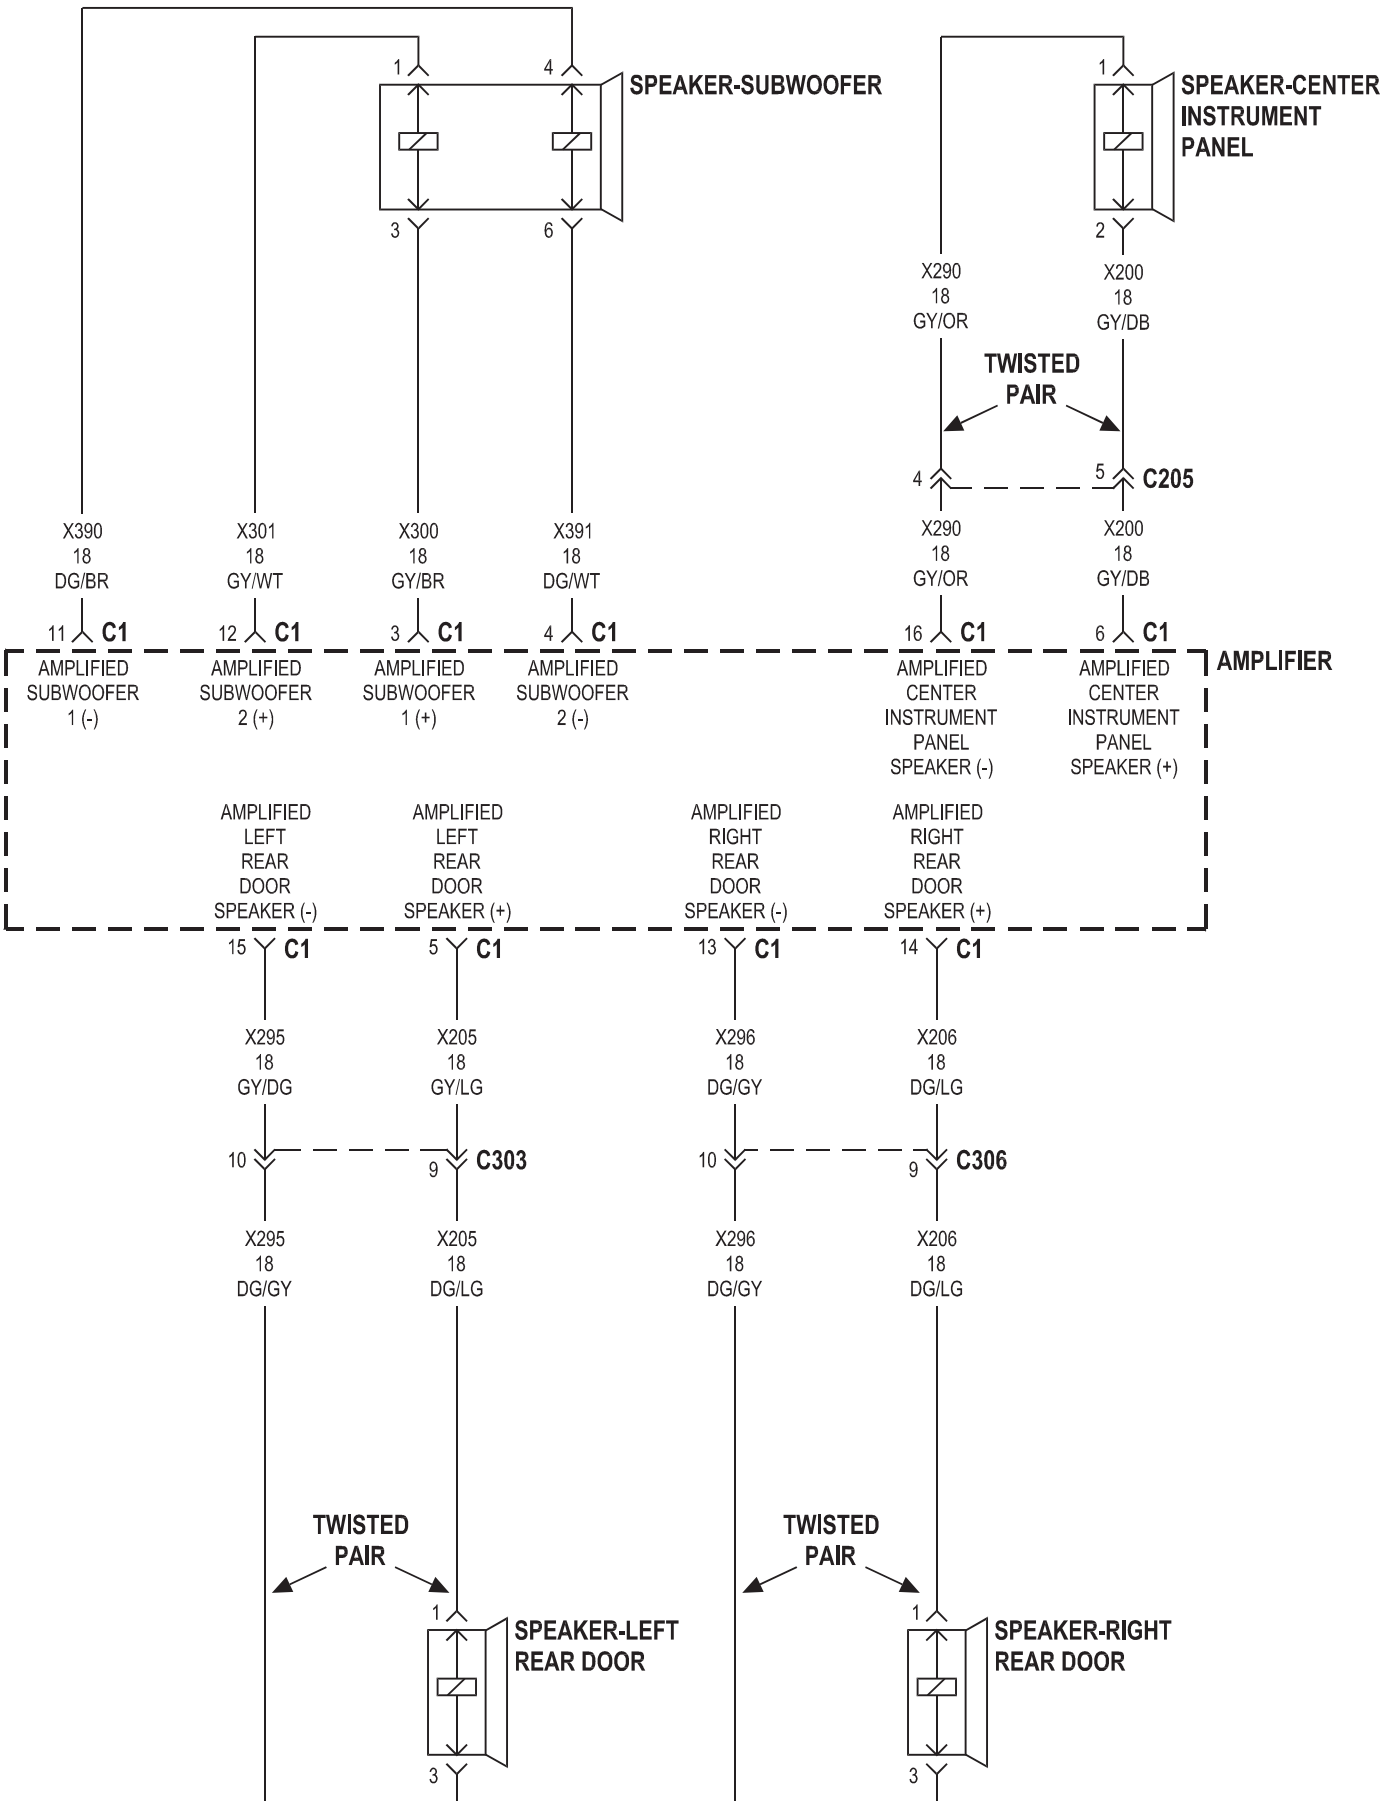 1
4
SPEAKER-SUBWOOFER
1
SPEAKER-CENTER
INSTRUMENT
PANEL
3
6
2
X290
18
GY/OR
X200
18
GY/DB
TWISTED
PAIR
4
5
C205
X390
18
DG/BR
X301
18
GY/WT
X300
18
GY/BR
X391
18
DG/WT
X290
18
GY/OR
X200
18
GY/DB
11 C1
12 C1
3 C1
4 C1
16 C1
6 C1
AMPLIFIER
AMPLIFIED
SUBWOOFER
1 (-)
AMPLIFIED
SUBWOOFER
2 (+)
AMPLIFIED
SUBWOOFER
1 (+)
AMPLIFIED
SUBWOOFER
2 (-)
AMPLIFIED
CENTER
INSTRUMENT
PANEL
SPEAKER (-)
AMPLIFIED
CENTER
INSTRUMENT
PANEL
SPEAKER (+)
AMPLIFIED
LEFT
REAR
DOOR
SPEAKER (-)
AMPLIFIED
LEFT
REAR
DOOR
SPEAKER (+)
AMPLIFIED
RIGHT
REAR
DOOR
SPEAKER (-)
AMPLIFIED
RIGHT
REAR
DOOR
SPEAKER (+)
15 C1
5 C1
13 C1
14 C1
X295
18
GY/DG
X205
18
GY/LG
X296
18
DG/GY
X206
18
DG/LG
10
9
C303
10
9
C306
X295
18
DG/GY
X205
18
DG/LG
X296
18
DG/GY
X206
18
DG/LG
TWISTED
PAIR
TWISTED
PAIR
1
SPEAKER-LEFT
REAR DOOR
1
SPEAKER-RIGHT
REAR DOOR
3
3